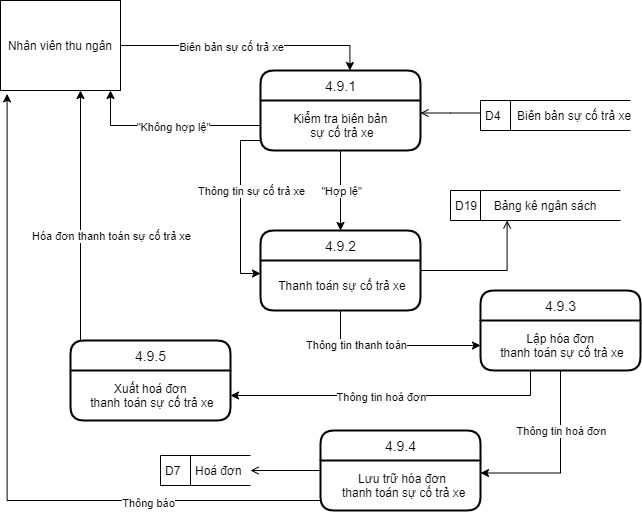 Nhân viên thu ngân
Biên bản sự cố trả xe
4.9.1
Kiểm tra biên bản
sự cố trả xe
D4
Biên bản sự cố trả xe
"Không hợp lệ"
Thông tin sự cố trả xe
"Hợp lệ"
D19
Bảng kê ngân sách
4.9.2
Thanh toán sự cố trả xe
Hóa đơn thanh toán sự cố trả xe
4.9.3
Lập hóa đơn
thanh toán sự cố trả xe
Thông tin thanh toán
4.9.5
Xuất hoá đơn
thanh toán sự cố trả xe
Thông tin hoá đơn
Thông tin hoá đơn
4.9.4
Lưu trữ hóa đơn
thanh toán sự cố trả xe
D7
Hoá đơn
Thông báo